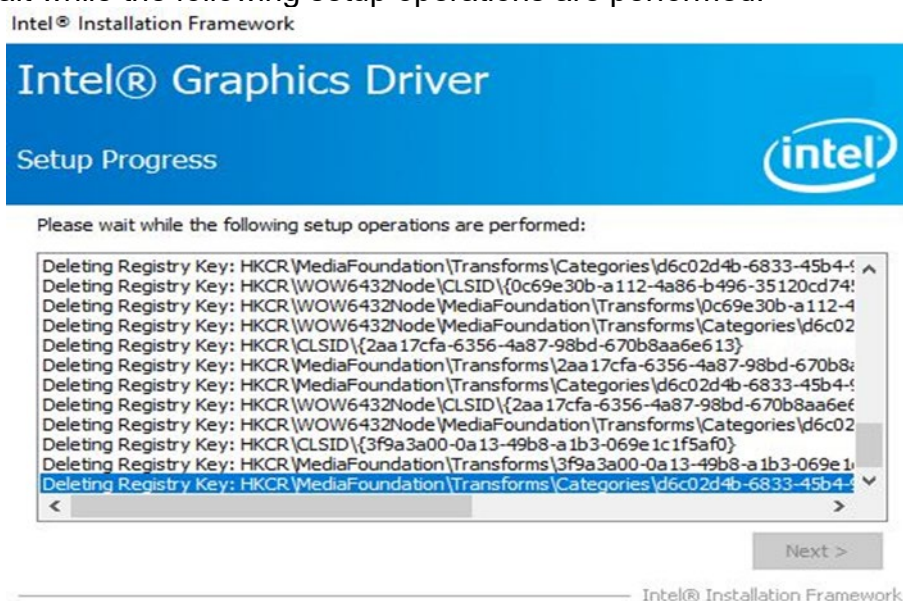 ait while the following setup operations are performed.
Intel® Installation Framework
Intel® Graphics Driver
Setup Progress
intel
Please wait while the following setup operations are performed:
Deleting Registry Key: HKCR\MediaFoundation\Transforms\Categories\d6c02d4b-6833-45b4-9
Deleting Registry Key: HKCR\WOW6432Node\CLSID\{0c69e30b-a112-4a86-b496-35120cd745
Deleting Registry Key: HKCR\WOW6432Node\MediaFoundation\Transforms\0c69e30b-a112-4
Deleting Registry Key: HKCR\WOW6432Node\MediaFoundation\Transforms\Categories\d6c02
Deleting Registry Key: HKCR\CLSID\{2aa17cfa-6356-4a87-98bd-670b8aa6e613}
Deleting Registry Key: HKCR\MediaFoundation\Transforms\2aa17cfa-6356-4a87-98bd-670b8a
Deleting Registry Key: HKCR\MediaFoundation\Transforms\Categories\d6c02d4b-6833-45b4-9
Deleting Registry Key: HKCR\WOW6432Node\CLSID\{2aa17cfa-6356-4a87-98bd-670b8aa6e6
Deleting Registry Key: HKCR\WOW6432Node\MediaFoundation\Transforms\Categories\d6c02
Deleting Registry Key: HKCR\CLSID\{3f9a3a00-0a13-49b8-a1b3-069e1c1f5af0}
Deleting Registry Key: HKCR\MediaFoundation\Transforms\3f9a3a00-0a13-49b8-a1b3-069e1
Deleting Registry Key: HKCR\MediaFoundation\Transforms\Categories\d6c02d4b-6833-45b4-9
Next >
Intel® Installation Framework